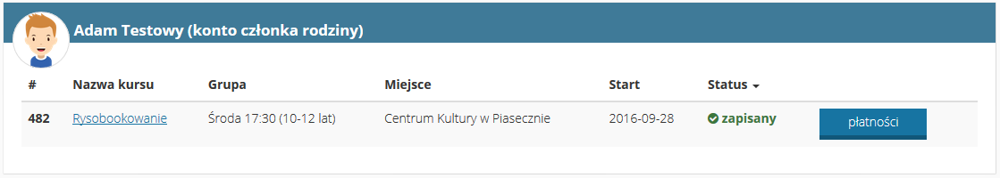 Adam Testowy (konto członka rodziny)
# Nazwa kursu Grupa Miejsce Start Status
482 Rysobookowanie Środa 17:30 (10-12 lat) Centrum Kultury w Piasecznie 2016-09-28 zapisany płatności